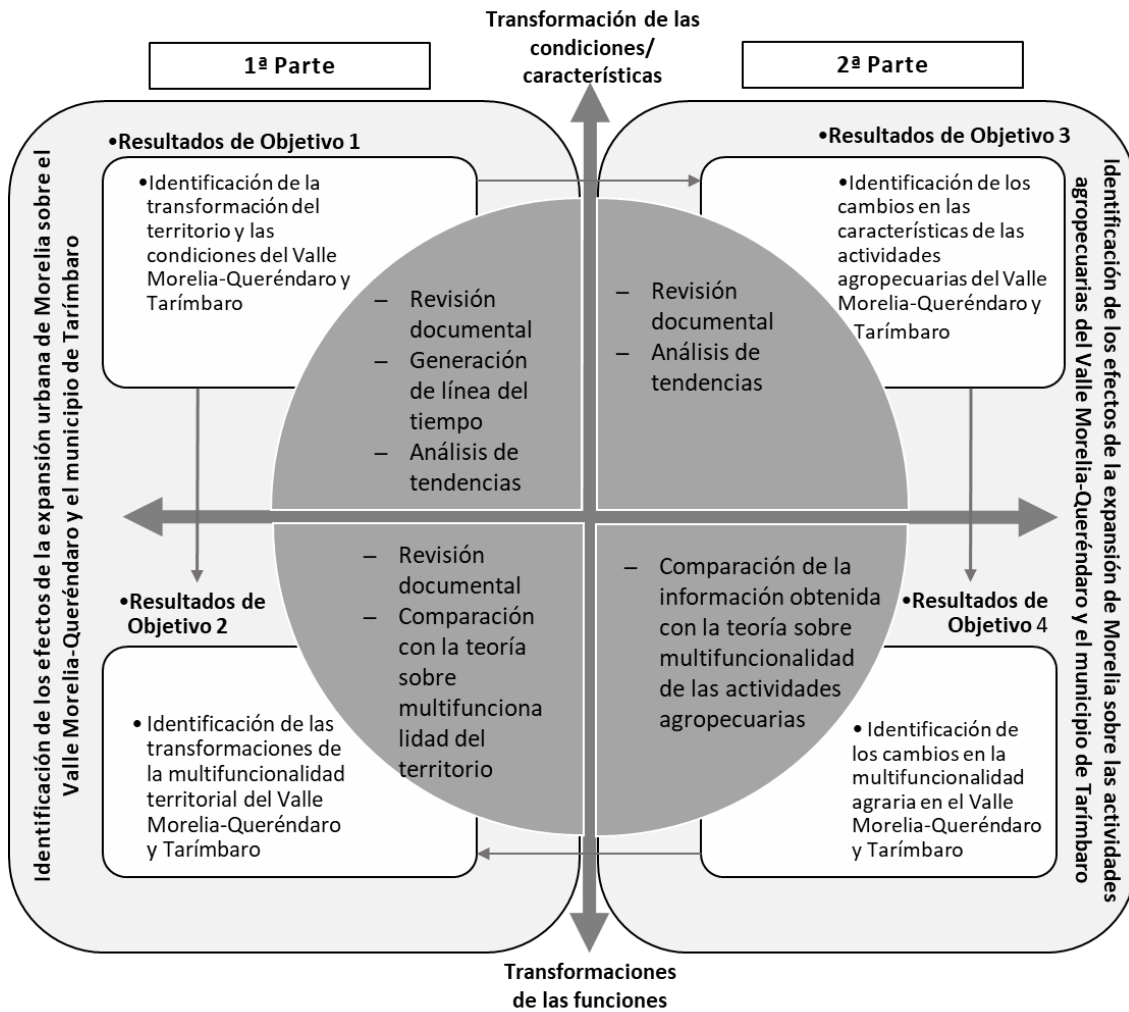 Transformación de las
condiciones/
características
1ª Parte
2ª Parte
Identificación de los efectos de la expansión urbana de Morelia sobre el
Valle Morelia-Queréndaro y el municipio de Tarímbaro
•Resultados de Objetivo 1
•Identificación de la
transformación del
territorio y las
condiciones del Valle
Morelia-Queréndaro y
Tarímbaro
– Revisión
documental
– Generación
de línea del
tiempo
– Análisis de
tendencias
•Resultados de Objetivo 3
•Identificación de los
cambios en las
características de las
actividades
agropecuarias del Valle
Morelia-Queréndaro y
Tarímbaro
– Revisión
documental
– Análisis de
tendencias
Identificación de los efectos de la expansión de Morelia sobre las actividades
agropecuarias del Valle Morelia-Queréndaro y el municipio de Tarímbaro
•Resultados de
Objetivo 2
• Identificación de las
transformaciones de
la multifuncionalidad
territorial del Valle
Morelia-Queréndaro
y Tarímbaro
– Revisión
documental
– Comparación
con la teoría
sobre
multifunciona
lidad del
territorio
– Comparación de la
información obtenida
con la teoría sobre
multifuncionalidad
de las actividades
agropecuarias
•Resultados de
Objetivo 4
• Identificación de
los cambios en la
multifuncionalidad
agraria en el Valle
Morelia-Queréndaro
y Tarímbaro
Transformaciones
de las funciones